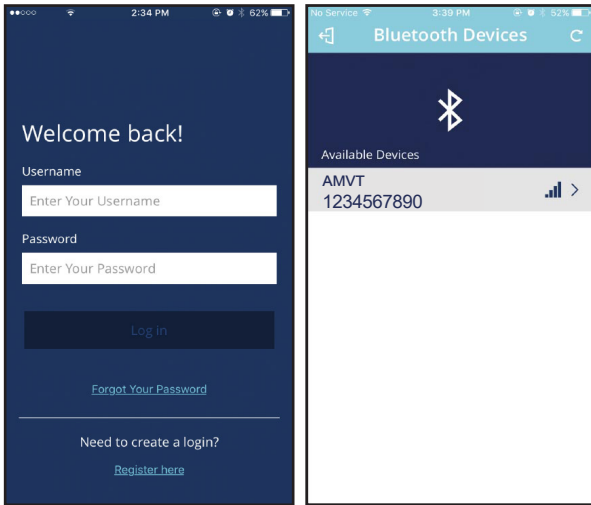 2:34 PM
62%
Welcome back!
Username
Enter Your Username
Password
Enter Your Password
Log in
Forgot Your Password
Need to create a login?
Register here
No Service
3:39 PM
52%
Bluetooth Devices
Available Devices
AMVT
1234567890